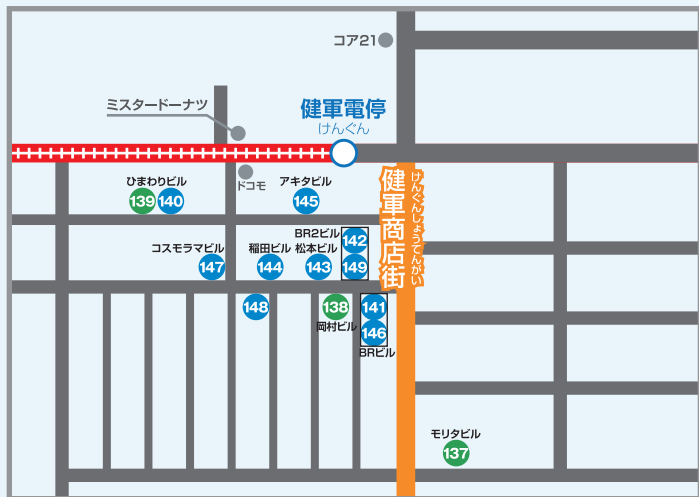 コア21
ミスタードーナツ
健軍電停
けんぐん
ドコモ
ひまわりビル
139 140
アキタビル
145
健軍商店街
けんぐんしょうてんがい
BR2ビル
142
149
コスモラマビル
147
稲田ビル
144
松本ビル
143
148
138
岡村ビル
141
146
BRビル
モリタビル
137